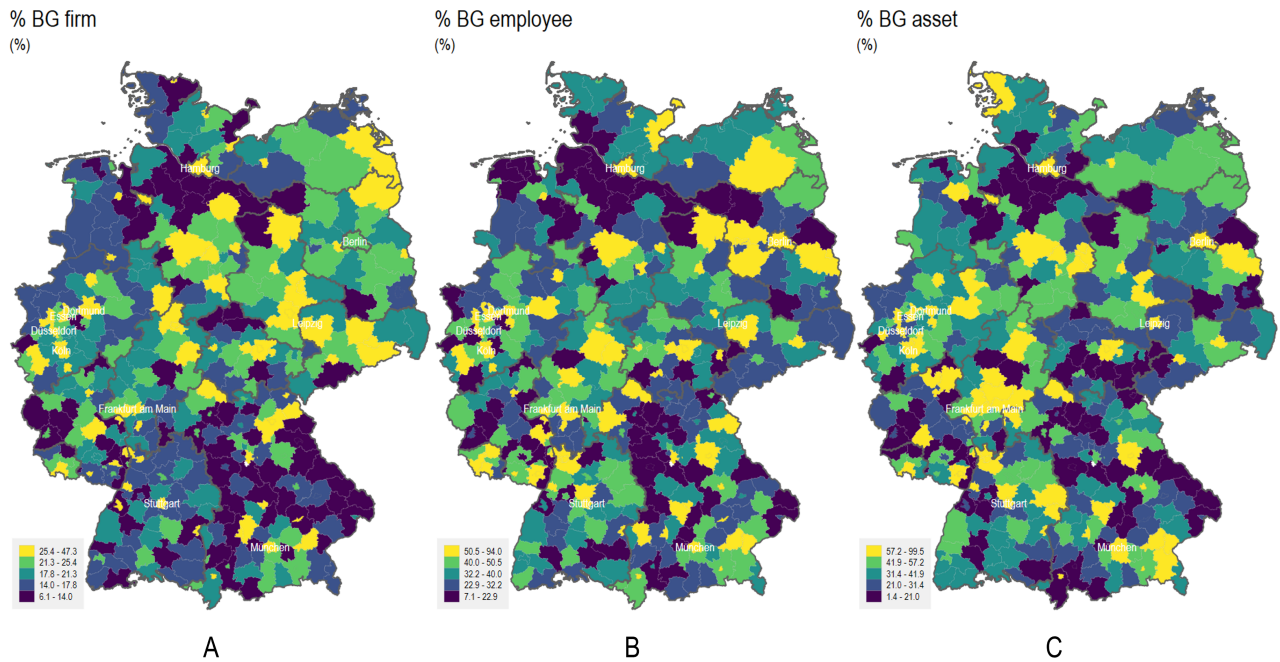 % BG firm
(%)
Hamburg
Berlin
Dortmund
Essen
Düsseldorf
Leipzig
Köln
Frankfurt am Main
Stuttgart
München
25.4 - 47.3
21.3 - 25.4
17.8 - 21.3
14.0 - 17.8
6.1 - 14.0
A
% BG employee
(%)
Hamburg
Berlin
Dortmund
Essen
Düsseldorf
Leipzig
Köln
Frankfurt am Main
Stuttgart
München
50.5 - 94.0
40.0 - 50.5
32.2 - 40.0
22.9 - 32.2
7.1 - 22.9
B
% BG asset
(%)
Hamburg
Berlin
Dortmund
Essen
Düsseldorf
Leipzig
Köln
Frankfurt am Main
Stuttgart
München
57.2 - 99.5
41.9 - 57.2
31.4 - 41.9
21.0 - 31.4
1.4 - 21.0
C